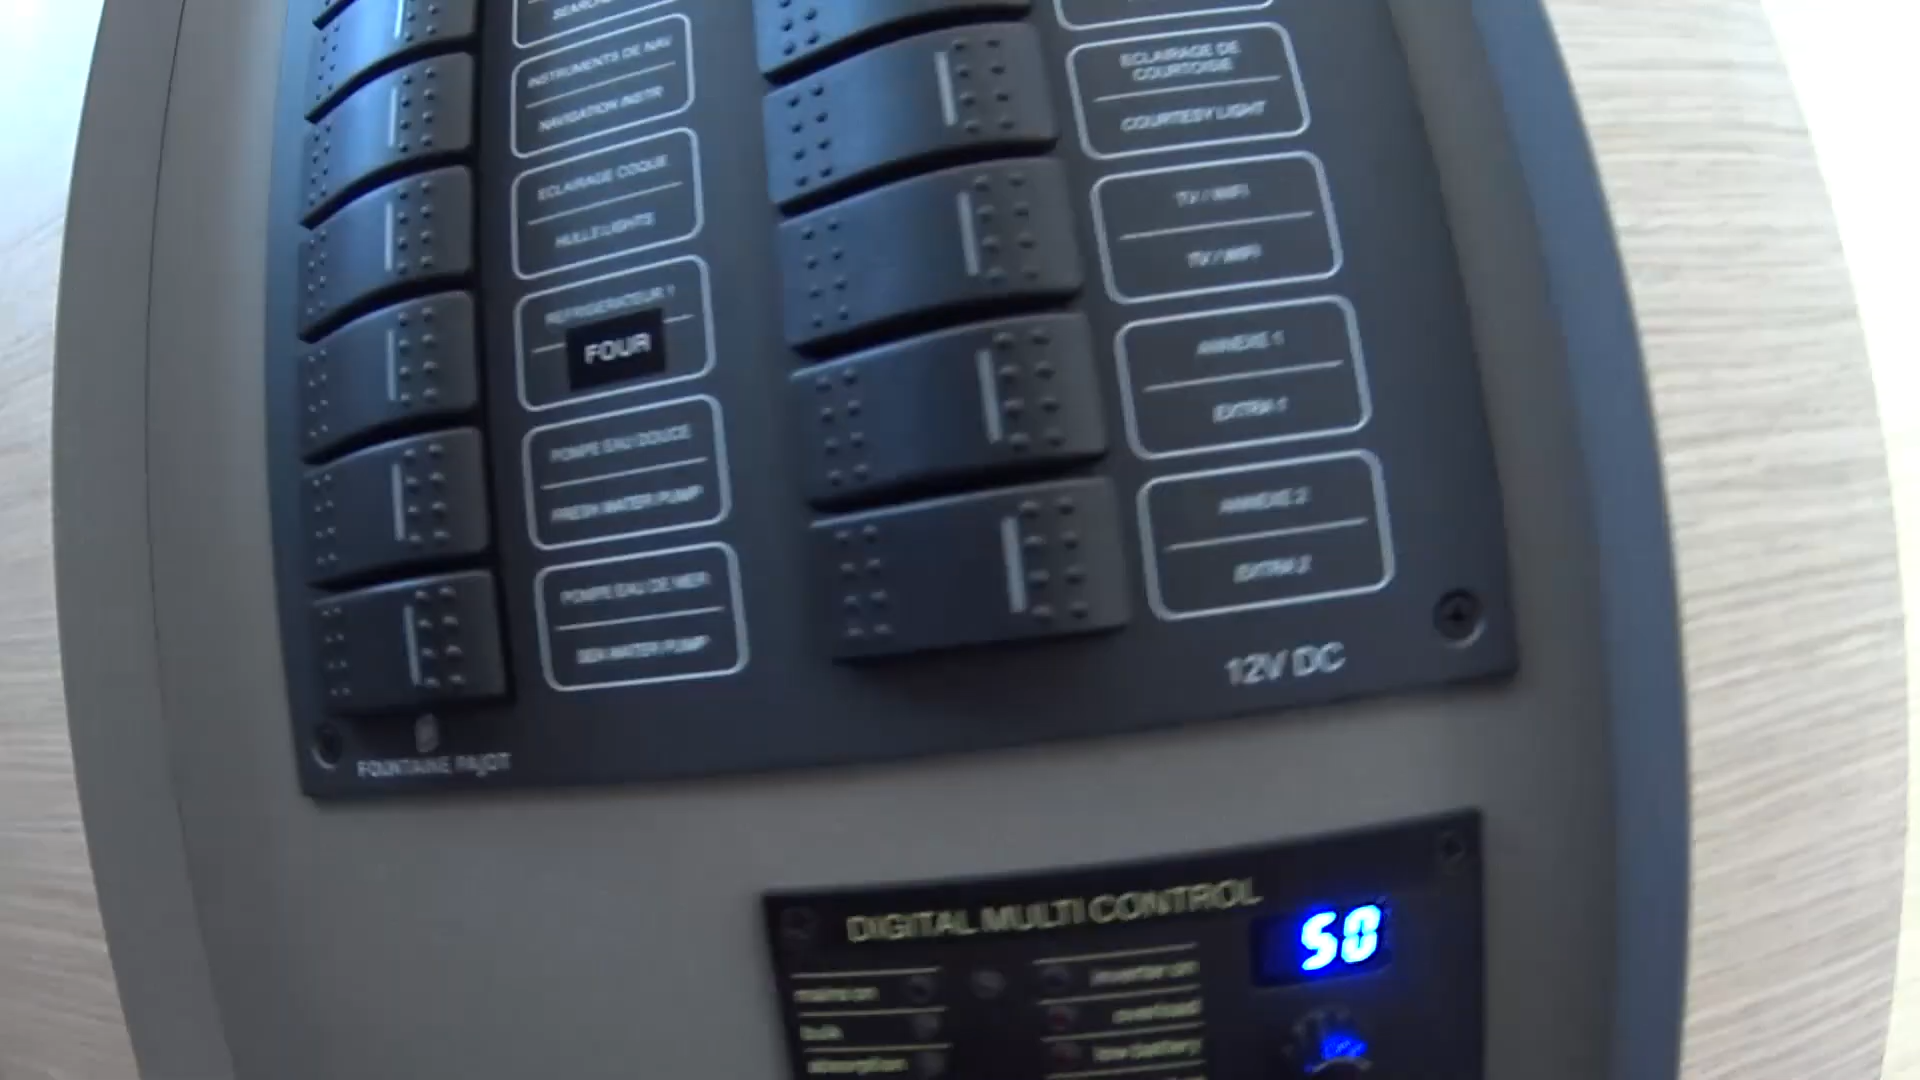 INSTRUMENTS DE NAV
NAVIGATION INSTR
ECLAIRAGE COQUE
HULLS LIGHTS
REFRIGERATEUR 1
FOUR
POMPE EAU DOUCE
FRESH WATER PUMP
POMPE EAU DE MER
SEA WATER PUMP
FOUNTAINE PAJOT
ECLAIRAGE DE
COURTOISIE
COURTESY LIGHT
TV / WIFI
TV / WIFI
ANNEXE 1
EXTRA 1
ANNEXE 2
EXTRA 2
12V DC
DIGITAL MULTI CONTROL
50
mains on
bulk
absorption
inverter on
overload
low battery